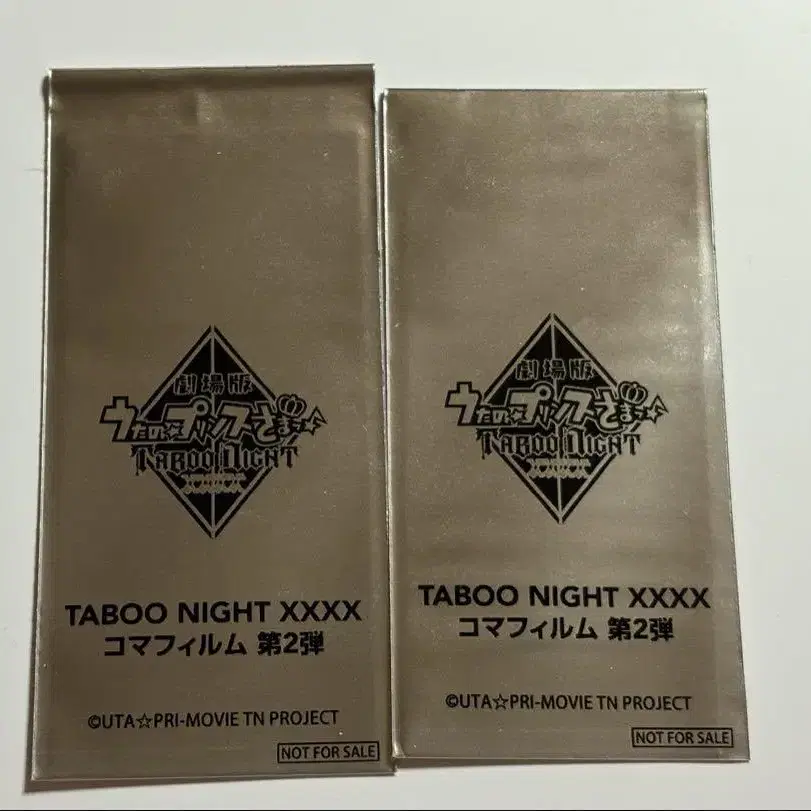 劇場版
うたの☆プリンスさまっ♪
TABOO NIGHT
XXXX
TABOO NIGHT XXXX
コマフィルム 第2弾
©UTA☆PRI-MOVIE TN PROJECT
NOT FOR SALE
劇場版
うたの☆プリンスさまっ♪
TABOO NIGHT
XXXX
TABOO NIGHT XXXX
コマフィルム 第2弾
©UTA☆PRI-MOVIE TN PROJECT
NOT FOR SALE